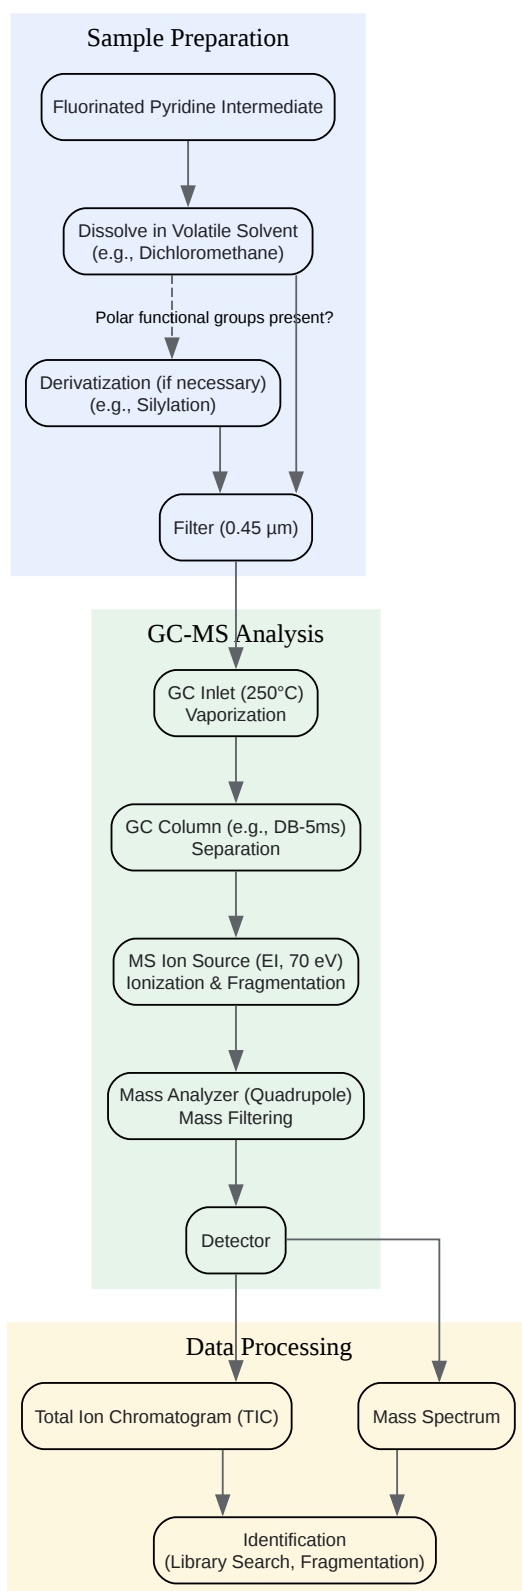 Sample Preparation
Fluorinated Pyridine Intermediate
Dissolve in Volatile Solvent
(e.g., Dichloromethane)
Polar functional groups present?
Derivatization (if necessary)
(e.g., Silylation)
Filter (0.45 µm)
GC-MS Analysis
GC Inlet (250°C)
Vaporization
GC Column (e.g., DB-5ms)
Separation
MS Ion Source (EI, 70 eV)
Ionization & Fragmentation
Mass Analyzer (Quadrupole)
Mass Filtering
Detector
Data Processing
Total Ion Chromatogram (TIC)
Mass Spectrum
Identification
(Library Search, Fragmentation)